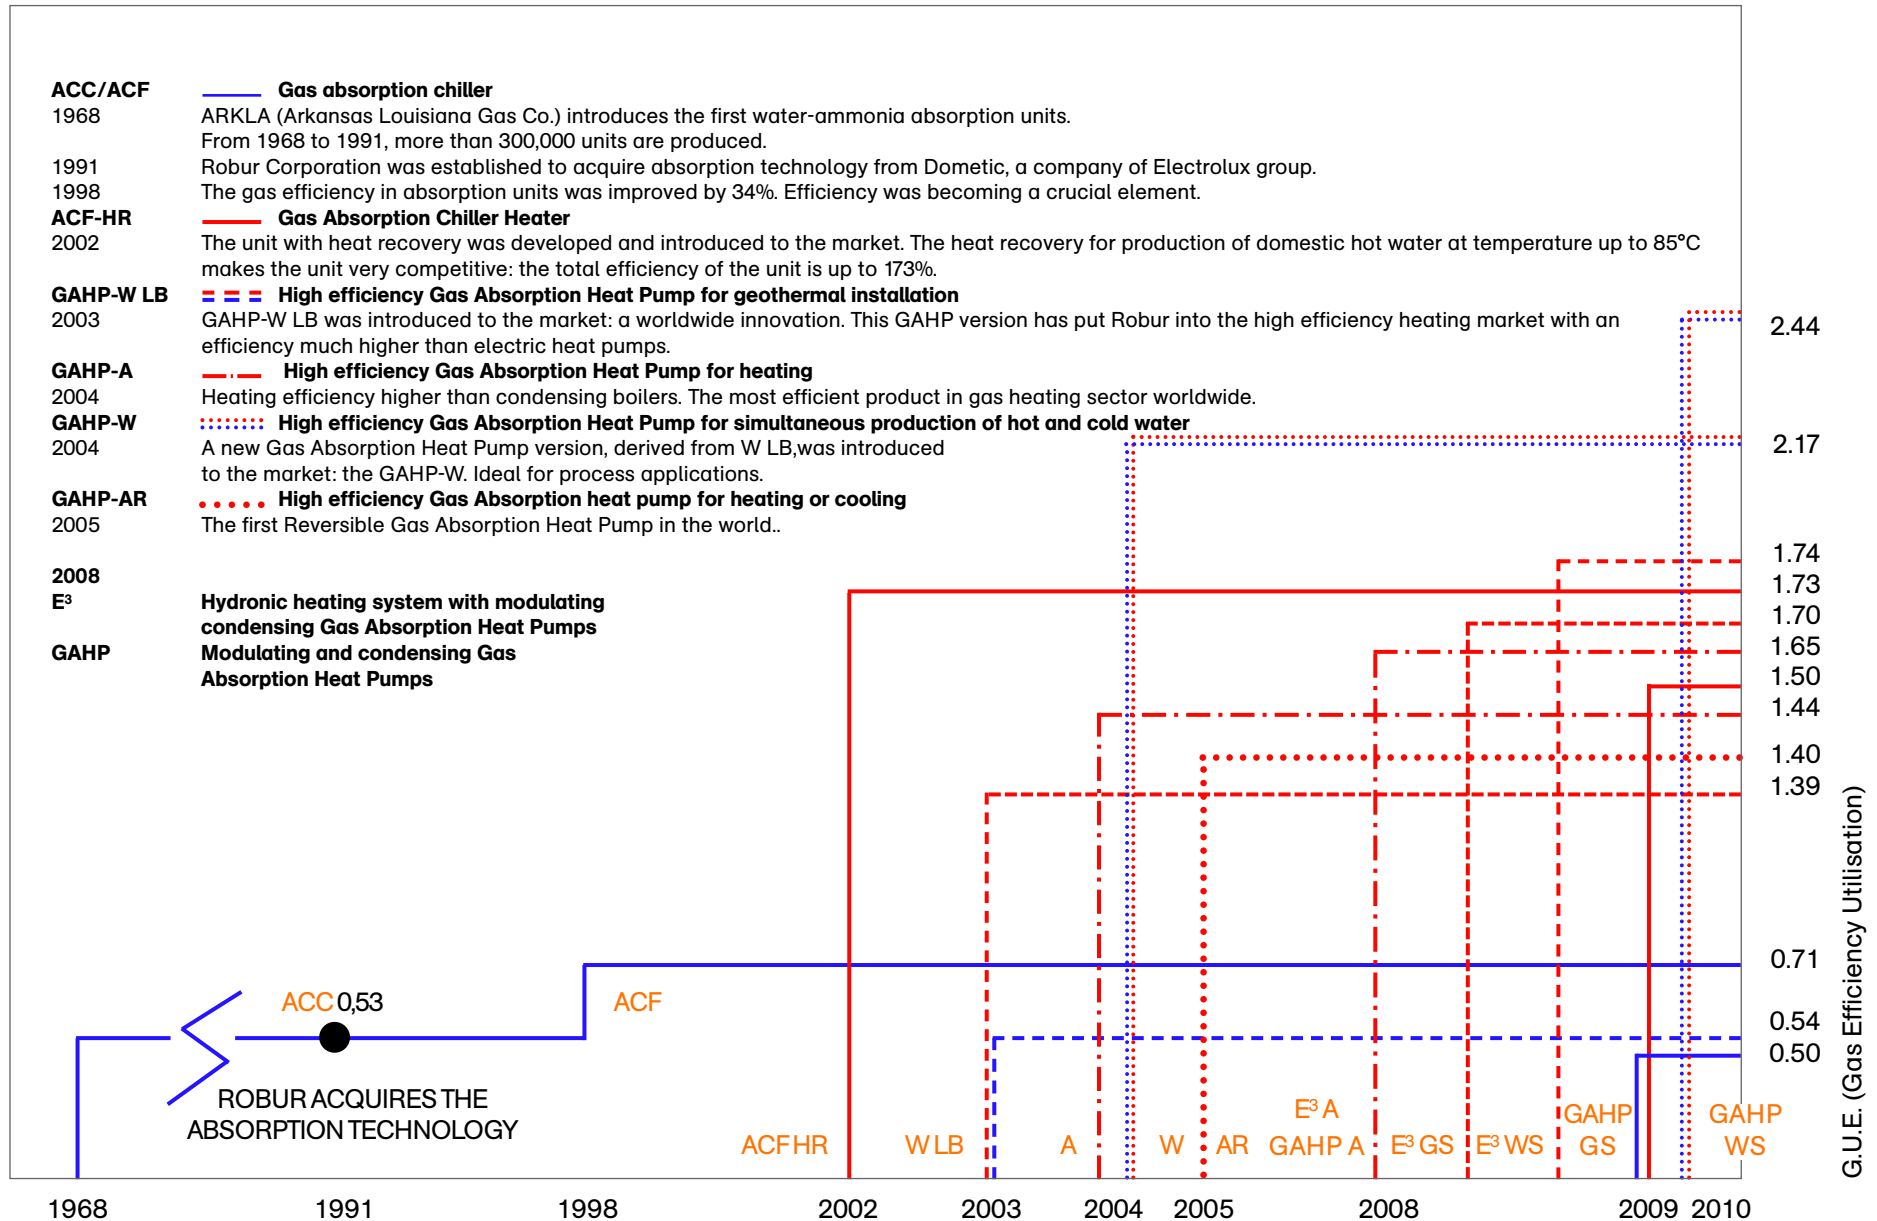 ACC/ACF Gas absorption chiller
1968 ARKLA (Arkansas Louisiana Gas Co.) introduces the first water-ammonia absorption units.
From 1968 to 1991, more than 300,000 units are produced.
1991 Robur Corporation was established to acquire absorption technology from Dometic, a company of Electrolux group.
1998 The gas efficiency in absorption units was improved by 34%. Efficiency was becoming a crucial element.
ACF-HR Gas Absorption Chiller Heater
2002 The unit with heat recovery was developed and introduced to the market. The heat recovery for production of domestic hot water at temperature up to 85°C
makes the unit very competitive: the total efficiency of the unit is up to 173%.
GAHP-W LB High efficiency Gas Absorption Heat Pump for geothermal installation
2003 GAHP-W LB was introduced to the market: a worldwide innovation. This GAHP version has put Robur into the high efficiency heating market with an
efficiency much higher than electric heat pumps.
GAHP-A High efficiency Gas Absorption Heat Pump for heating
2004 Heating efficiency higher than condensing boilers. The most efficient product in gas heating sector worldwide.
GAHP-W High efficiency Gas Absorption Heat Pump for simultaneous production of hot and cold water
2004 A new Gas Absorption Heat Pump version, derived from W LB,was introduced
to the market: the GAHP-W. Ideal for process applications.
GAHP-AR High efficiency Gas Absorption heat pump for heating or cooling
2005 The first Reversible Gas Absorption Heat Pump in the world..
2008
E³ Hydronic heating system with modulating
condensing Gas Absorption Heat Pumps
GAHP Modulating and condensing Gas
Absorption Heat Pumps
2.44
2.17
1.74
1.73
1.70
1.65
1.50
1.44
1.40
1.39
0.71
0.54
0.50
G.U.E. (Gas Efficiency Utilisation)
ACC 0,53
ACF
ROBUR ACQUIRES THE
ABSORPTION TECHNOLOGY
ACF HR
W LB
A
W
AR
E³ A
GAHP A
E³ GS
E³ WS
GAHP
GS
GAHP
WS
1968 1991 1998 2002 2003 2004 2005 2008 2009 2010